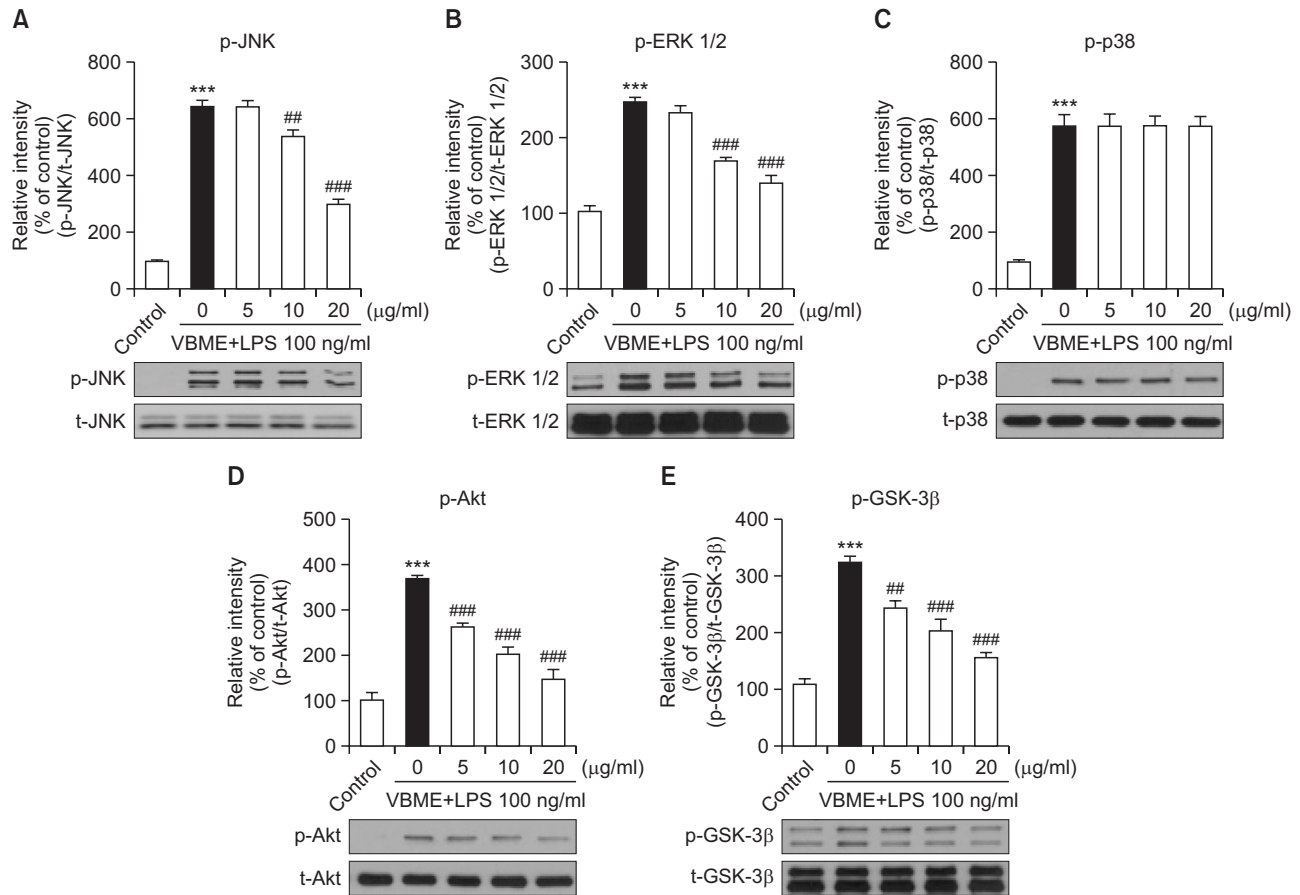 A
p-JNK
Relative intensity
(% of control)
(p-JNK/t-JNK)
800
600
400
200
0
***
##
###
Control
0 5 10 20 (μg/ml)
VBME+LPS 100 ng/ml
p-JNK
t-JNK
B
p-ERK 1/2
Relative intensity
(% of control)
(p-ERK 1/2/t-ERK 1/2)
300
200
100
0
***
###
###
Control
0 5 10 20 (μg/ml)
VBME+LPS 100 ng/ml
p-ERK 1/2
t-ERK 1/2
C
p-p38
Relative intensity
(% of control)
(p-p38/t-p38)
800
600
400
200
0
***
Control
0 5 10 20 (μg/ml)
VBME+LPS 100 ng/ml
p-p38
t-p38
D
p-Akt
Relative intensity
(% of control)
(p-Akt/t-Akt)
500
400
300
200
100
0
***
###
###
###
Control
0 5 10 20 (μg/ml)
VBME+LPS 100 ng/ml
p-Akt
t-Akt
E
p-GSK-3β
Relative intensity
(% of control)
(p-GSK-3β/t-GSK-3β)
400
300
200
100
0
***
##
###
###
Control
0 5 10 20 (μg/ml)
VBME+LPS 100 ng/ml
p-GSK-3β
t-GSK-3β